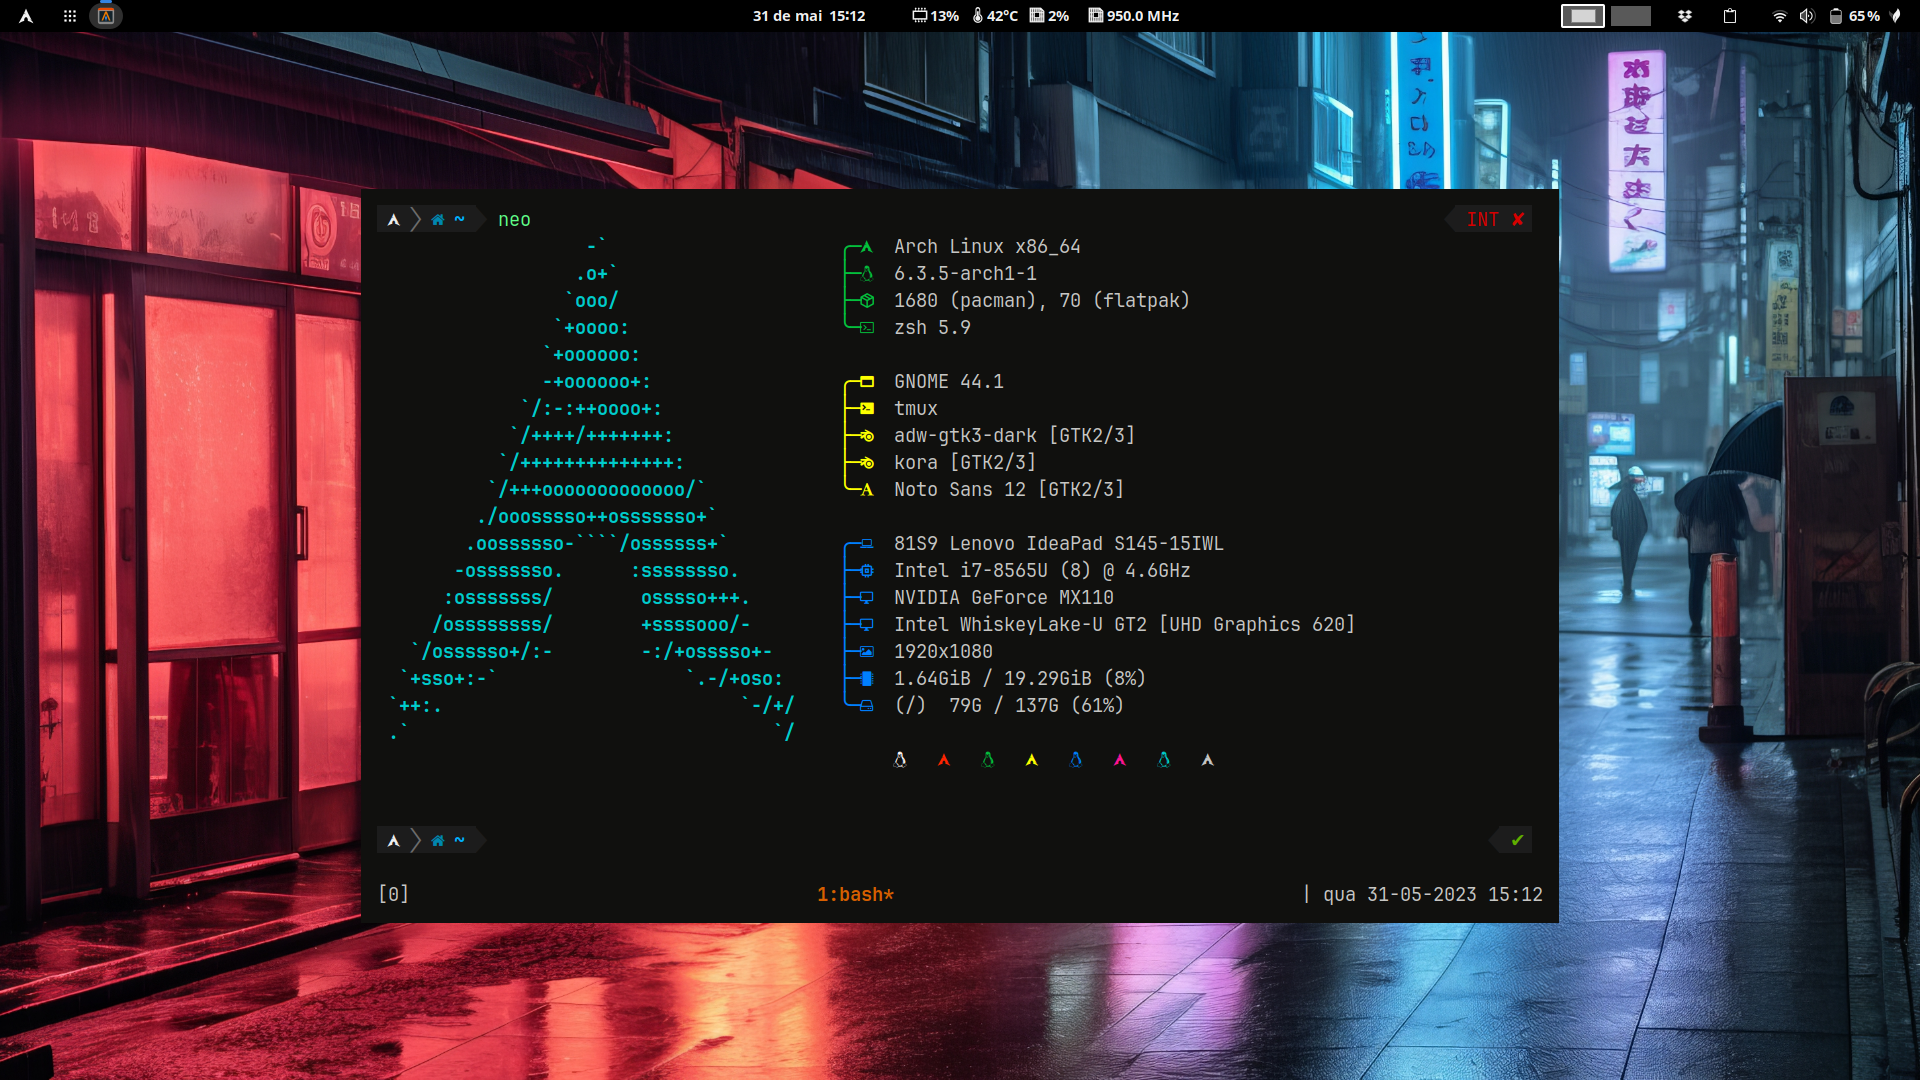 31 de mai 15:12
13% 42°C 2% 950.0 MHz
65 %
~ neo
INT ✘
-`
.o+`
`ooo/
`+oooo:
`+oooooo:
-+oooooo+:
`/:-:++oooo+:
`/++++/+++++++:
`/++++++++++++++:
`/+++ooooooooooooo/`
./ooosssso++osssssso+`
.oossssso-````/ossssss+`
-osssssso. :ssssssso.
:osssssss/ osssso+++.
/ossssssss/ +ssssooo/-
`/ossssso+/:- -:/+osssso+-
`+sso+:-` `.-/+oso:
`++:. `-/+/
.` `/
Arch Linux x86_64
6.3.5-arch1-1
1680 (pacman), 70 (flatpak)
zsh 5.9
GNOME 44.1
tmux
adw-gtk3-dark [GTK2/3]
kora [GTK2/3]
Noto Sans 12 [GTK2/3]
81S9 Lenovo IdeaPad S145-15IWL
Intel i7-8565U (8) @ 4.6GHz
NVIDIA GeForce MX110
Intel WhiskeyLake-U GT2 [UHD Graphics 620]
1920x1080
1.64GiB / 19.29GiB (8%)
(/) 79G / 137G (61%)
~
✔
[0] 1:bash* | qua 31-05-2023 15:12